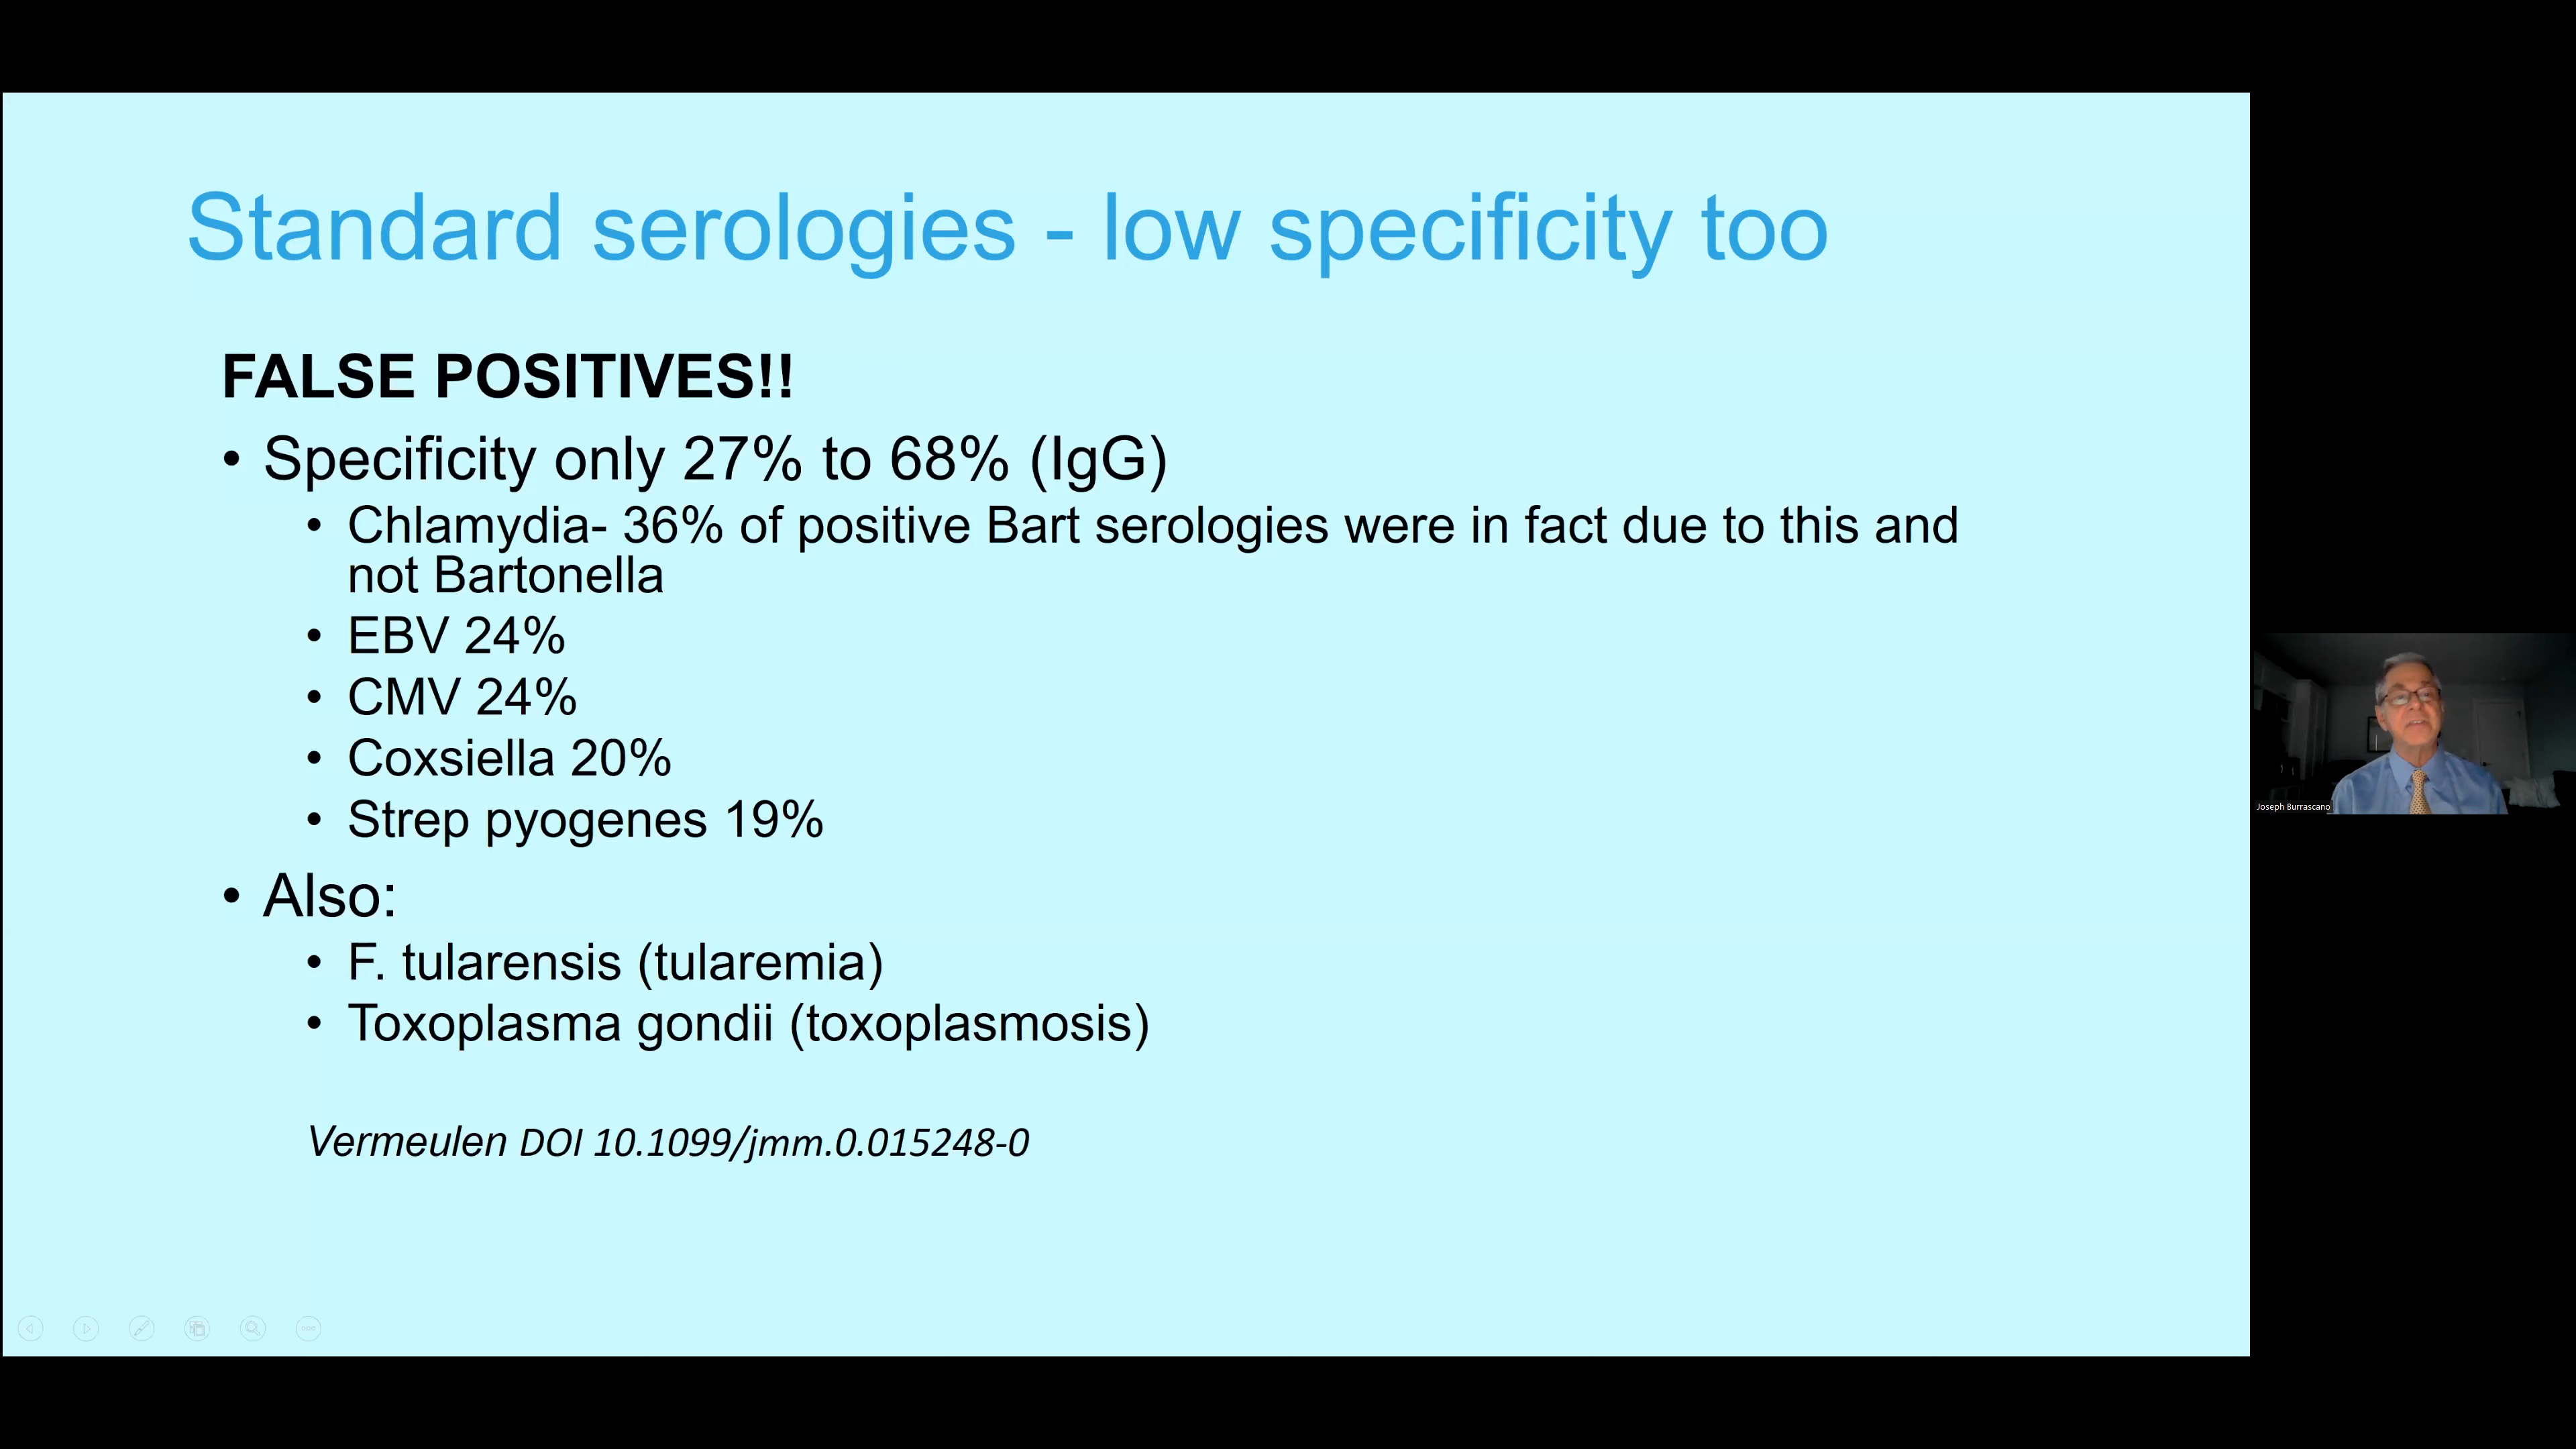 Standard serologies - low specificity too
FALSE POSITIVES!!
• Specificity only 27% to 68% (IgG)
• Chlamydia- 36% of positive Bart serologies were in fact due to this and
not Bartonella
• EBV 24%
• CMV 24%
• Coxsiella 20%
• Strep pyogenes 19%
• Also:
• F. tularensis (tularemia)
• Toxoplasma gondii (toxoplasmosis)
Vermeulen DOI 10.1099/jmm.0.015248-0
Joseph Burrascano